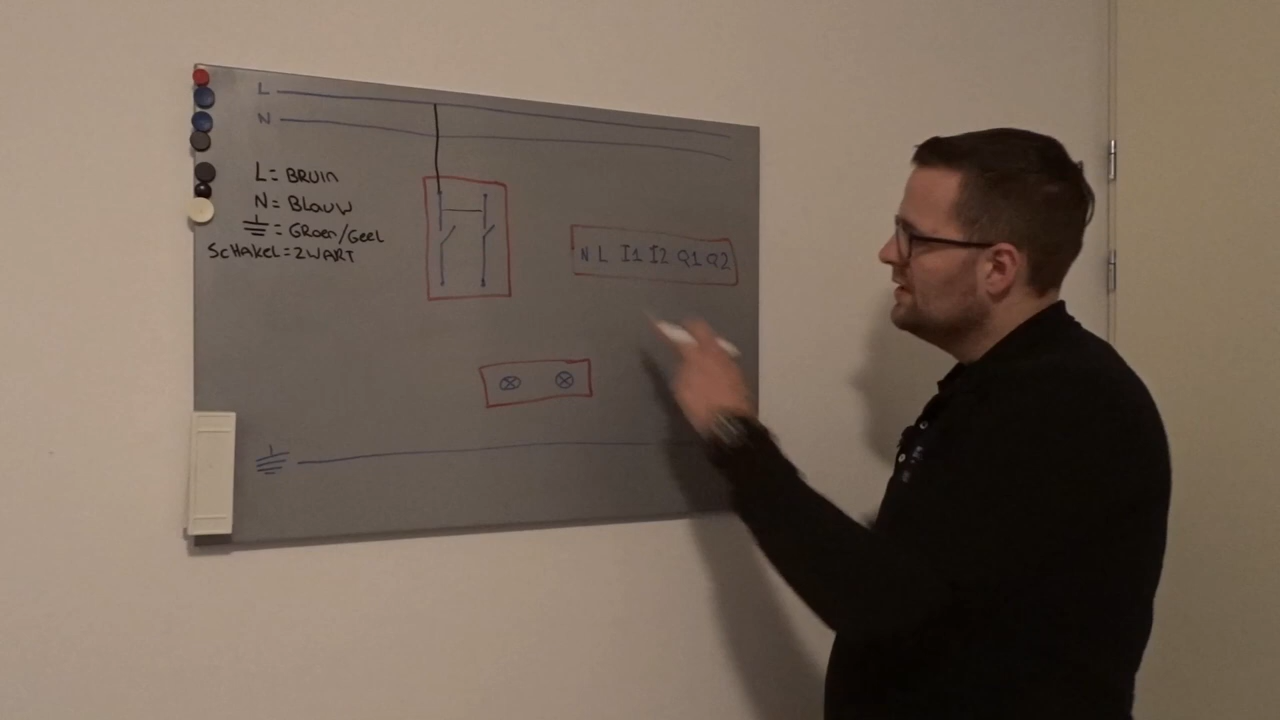 L
N
L= BRUIN
N= BLAUW
= GROEN/GEEL
SCHAKEL=ZWART
N L I1 I2 Q1 Q2